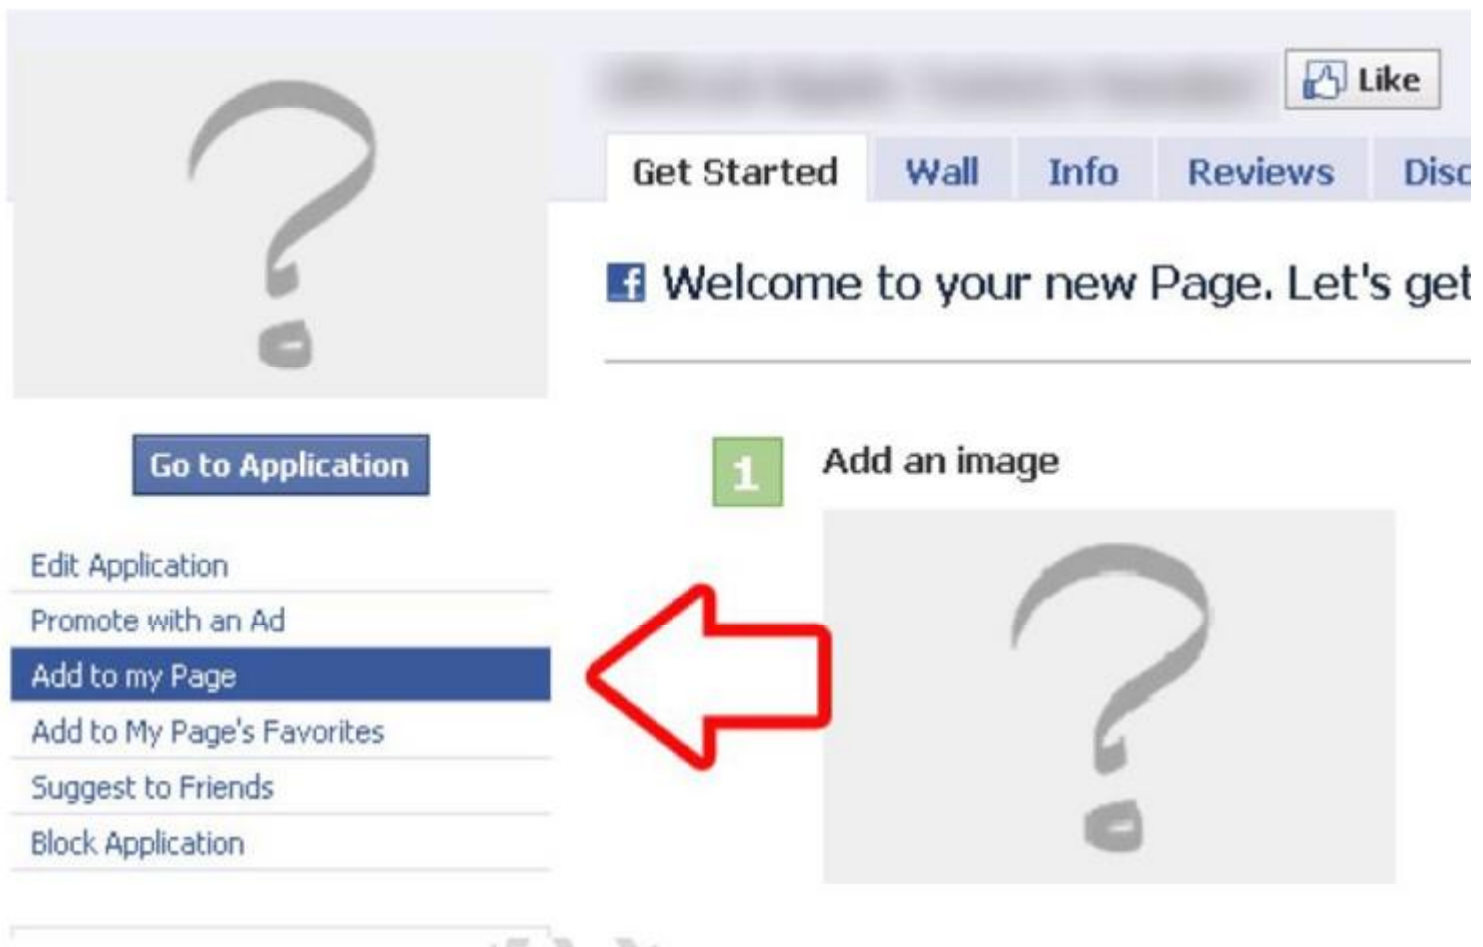 Like
Get Started Wall Info Reviews
Welcome to your new Page. Let's get
Go to Application
1 Add an image
Edit Application
Promote with an Ad
Add to my Page
Add to My Page's Favorites
Suggest to Friends
Block Application